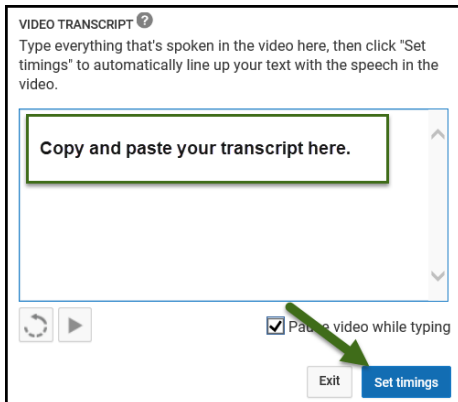 VIDEO TRANSCRIPT ?
Type everything that's spoken in the video here, then click "Set
timings" to automatically line up your text with the speech in the
video.
Copy and paste your transcript here.
Pause video while typing
Exit Set timings